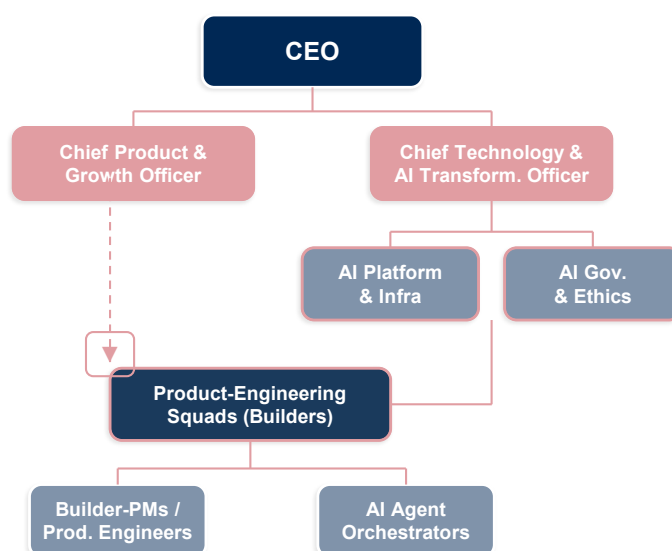 CEO
Chief Product &
Growth Officer
Chief Technology &
AI Transform. Officer
AI Platform
& Infra
AI Gov.
& Ethics
Product-Engineering
Squads (Builders)
Builder-PMs /
Prod. Engineers
AI Agent
Orchestrators